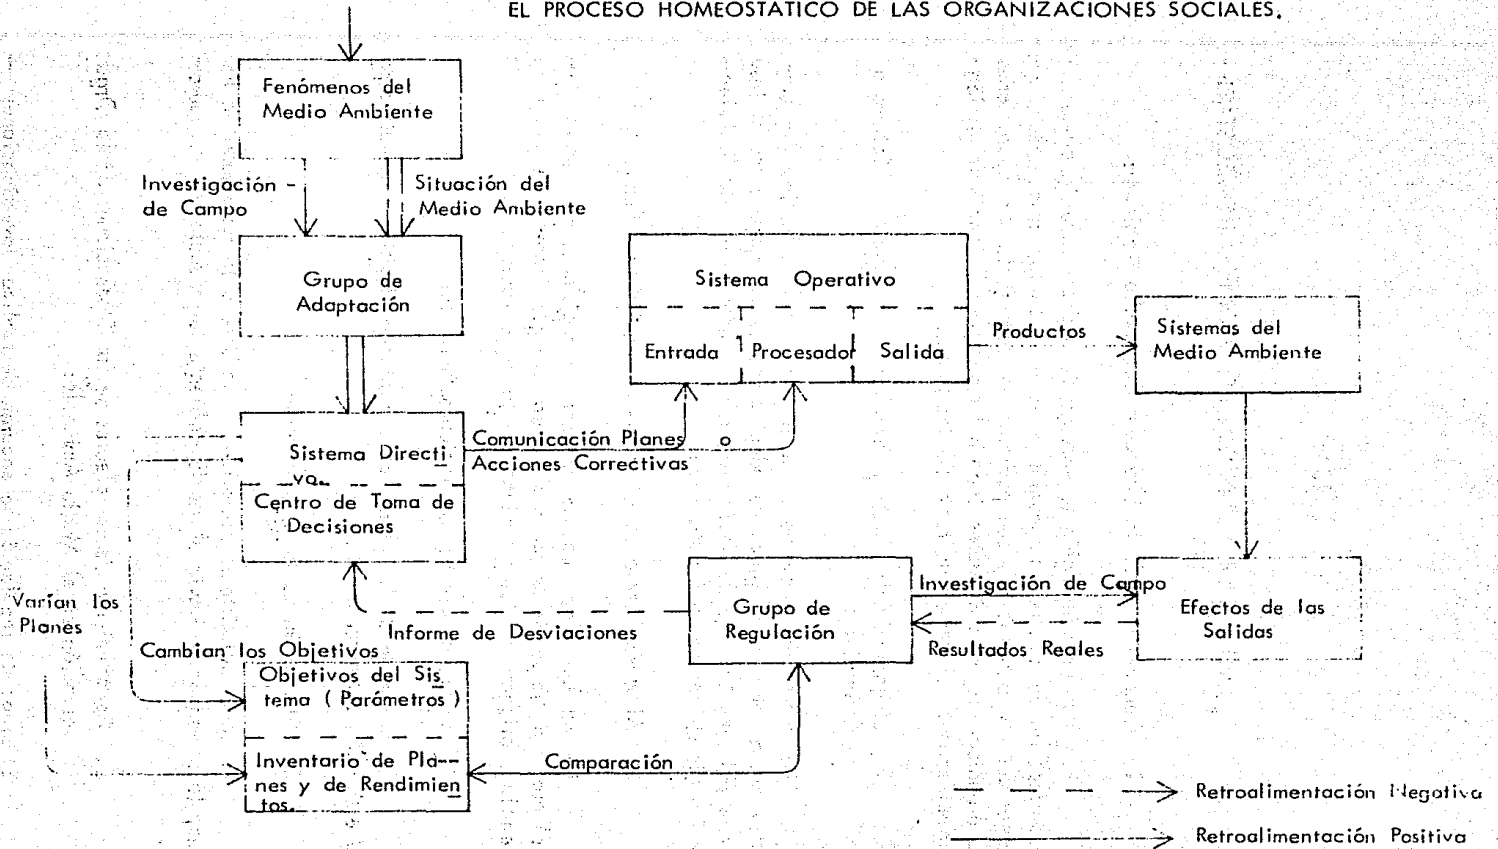 EL PROCESO HOMEOSTATICO DE LAS ORGANIZACIONES SOCIALES.
Fenómenos del
Medio Ambiente
Investigación -
de Campo
Situación del
Medio Ambiente
Grupo de
Adaptación
Sistema Operativo
Entrada
Procesador
Salida
Productos
Sistemas del
Medio Ambiente
Sistema Directi
vo.
Centro de Toma de
Decisiones
Comunicación Planes o
Acciones Correctivas
Varían los
Planes
Cambian los Objetivos
Informe de Desviaciones
Grupo de
Regulación
Investigación de Campo
Resultados Reales
Efectos de las
Salidas
Objetivos del Sis
tema ( Parámetros )
Inventario de Pla--
nes y de Rendimien
tos.
Comparación
Retroalimentación Negativa
Retroalimentación Positiva